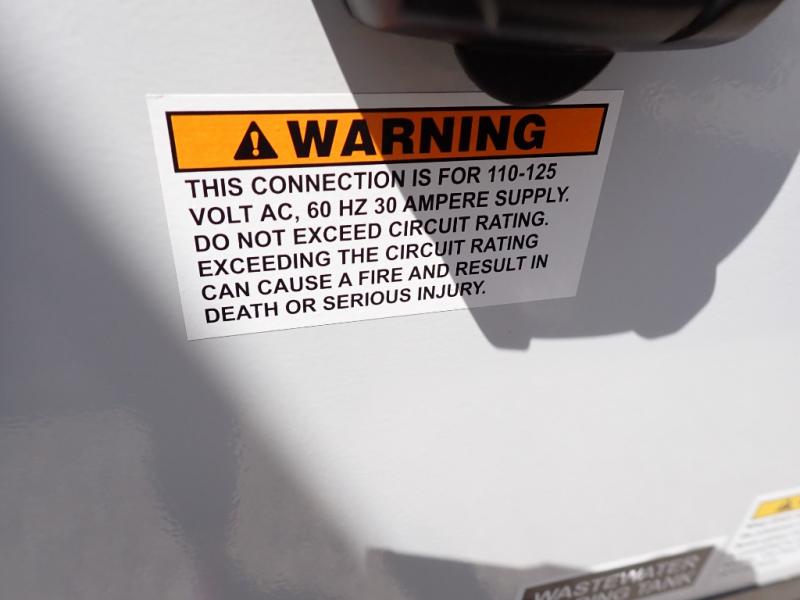 WARNING
THIS CONNECTION IS FOR 110-125
VOLT AC, 60 HZ 30 AMPERE SUPPLY.
DO NOT EXCEED CIRCUIT RATING.
EXCEEDING THE CIRCUIT RATING
CAN CAUSE A FIRE AND RESULT IN
DEATH OR SERIOUS INJURY.
WASTEWATER
TANK